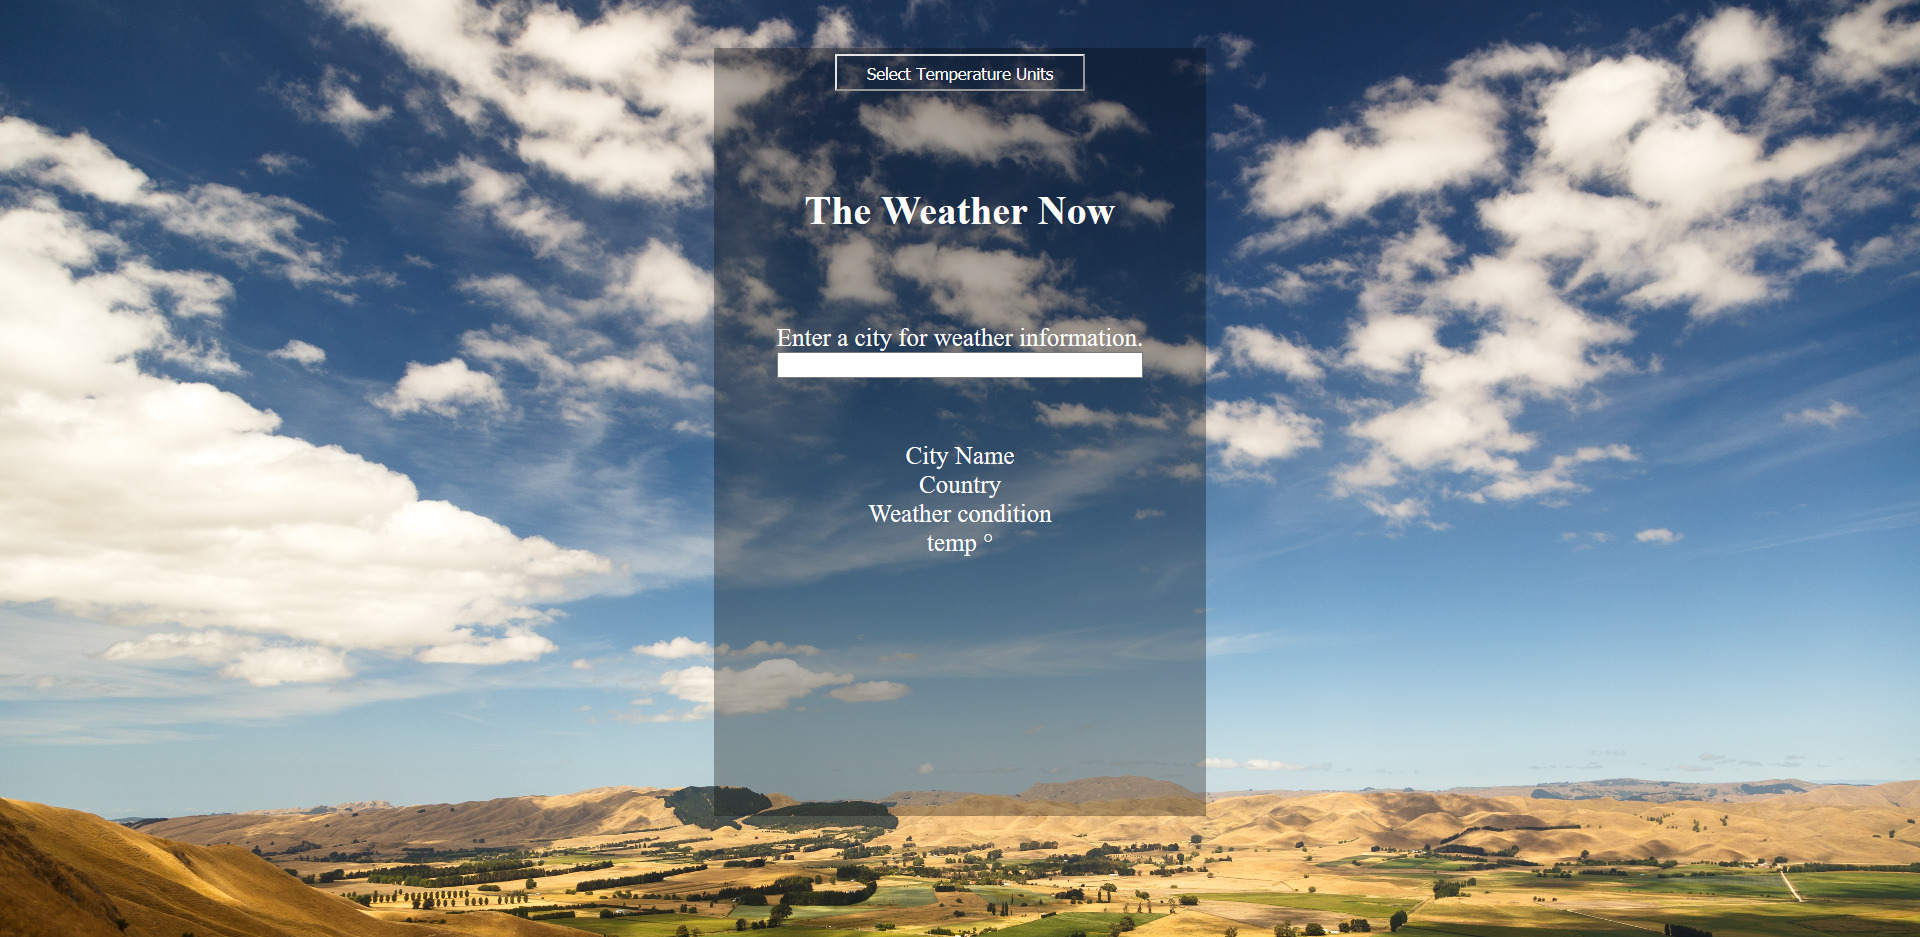 Select Temperature Units
The Weather Now
Enter a city for weather information.
City Name
Country
Weather condition
temp °